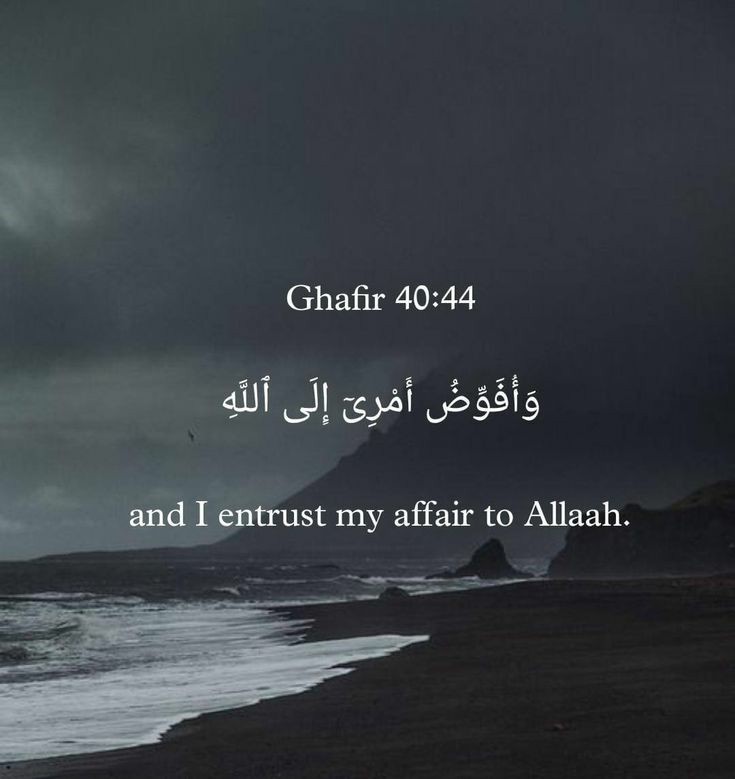 Ghafir 40:44
وَأُفَوِّضُ أَمْرِىٓ إِلَى ٱللَّهِ
and I entrust my affair to Allaah.